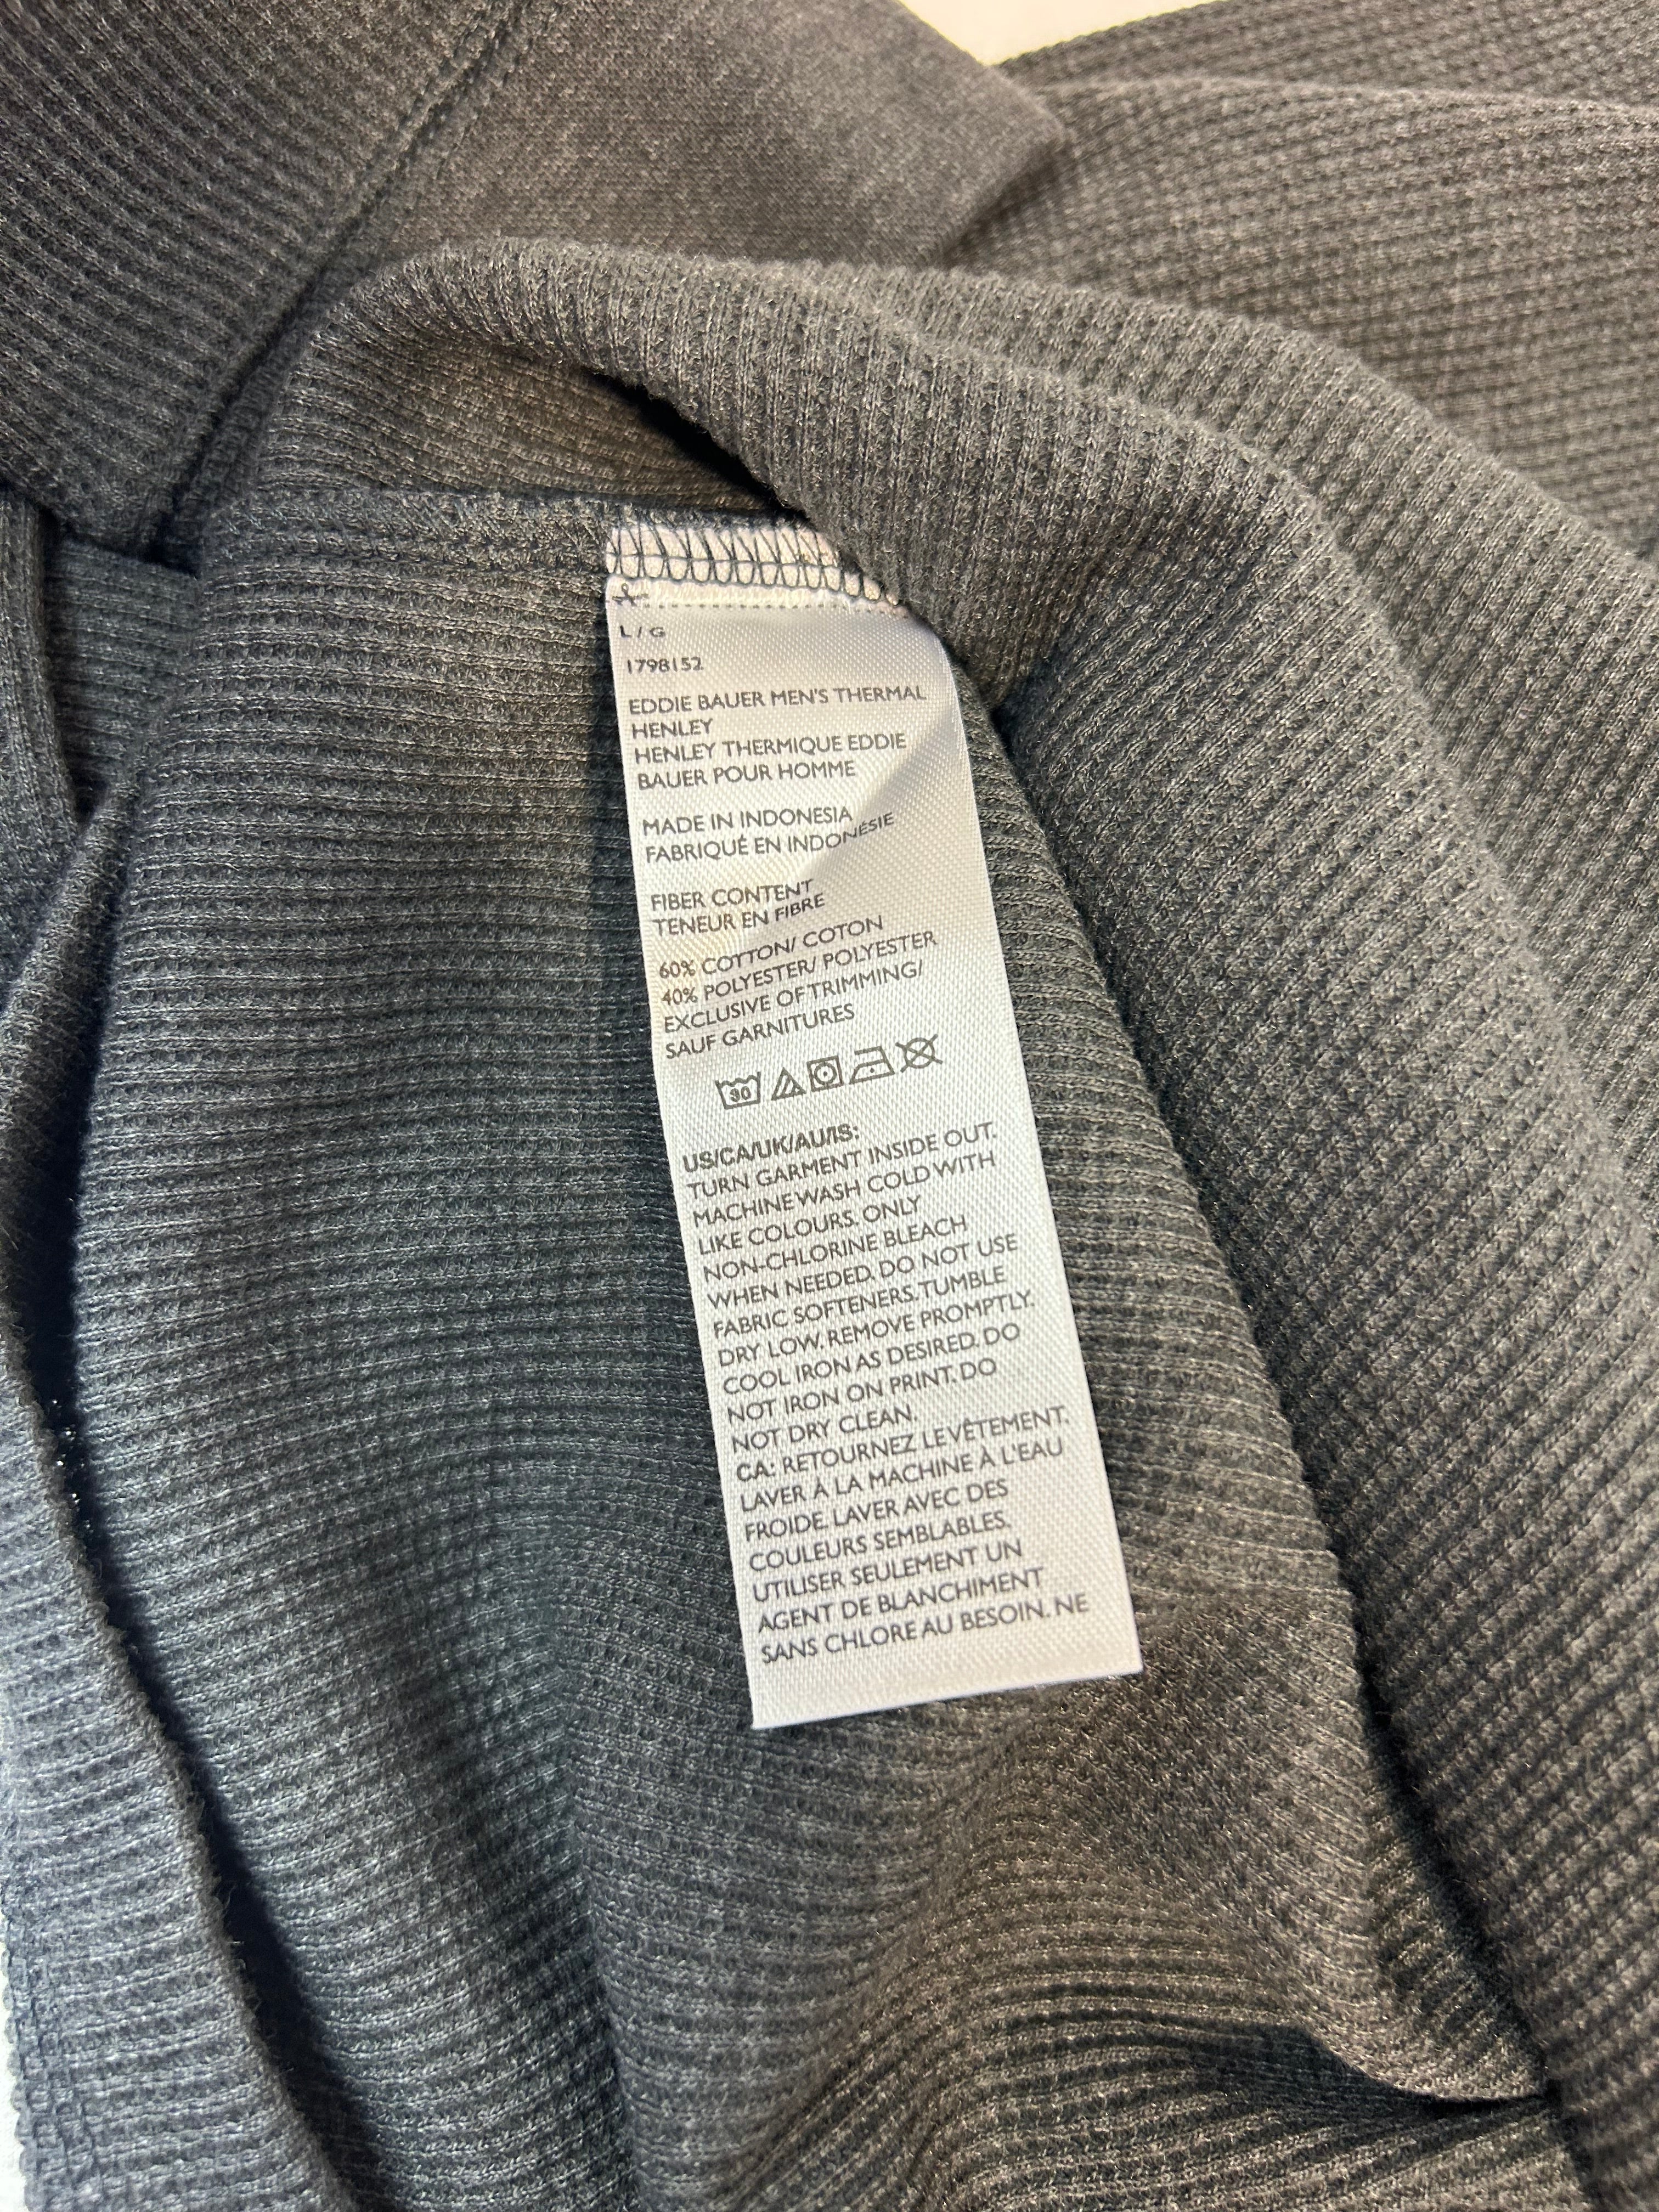 L / G
1798152
EDDIE BAUER MEN'S THERMAL
HENLEY
HENLEY THERMIQUE EDDIE
BAUER POUR HOMME
MADE IN INDONESIA
FABRIQUÉ EN INDONÉSIE
FIBER CONTENT
TENEUR EN FIBRE
60% COTTON/ COTON
40% POLYESTER/ POLYESTER
EXCLUSIVE OF TRIMMING/
SAUF GARNITURES
30
US/CA/UK/AU/IS:
TURN GARMENT INSIDE OUT.
MACHINE WASH COLD WITH
LIKE COLOURS. ONLY
NON-CHLORINE BLEACH
WHEN NEEDED. DO NOT USE
FABRIC SOFTENERS. TUMBLE
DRY LOW. REMOVE PROMPTLY.
COOL IRON AS DESIRED. DO
NOT IRON ON PRINT. DO
NOT DRY CLEAN.
CA: RETOURNEZ LE VÊTEMENT.
LAVER À LA MACHINE À L'EAU
FROIDE. LAVER AVEC DES
COULEURS SEMBLABLES.
UTILISER SEULEMENT UN
AGENT DE BLANCHIMENT
SANS CHLORE AU BESOIN. NE